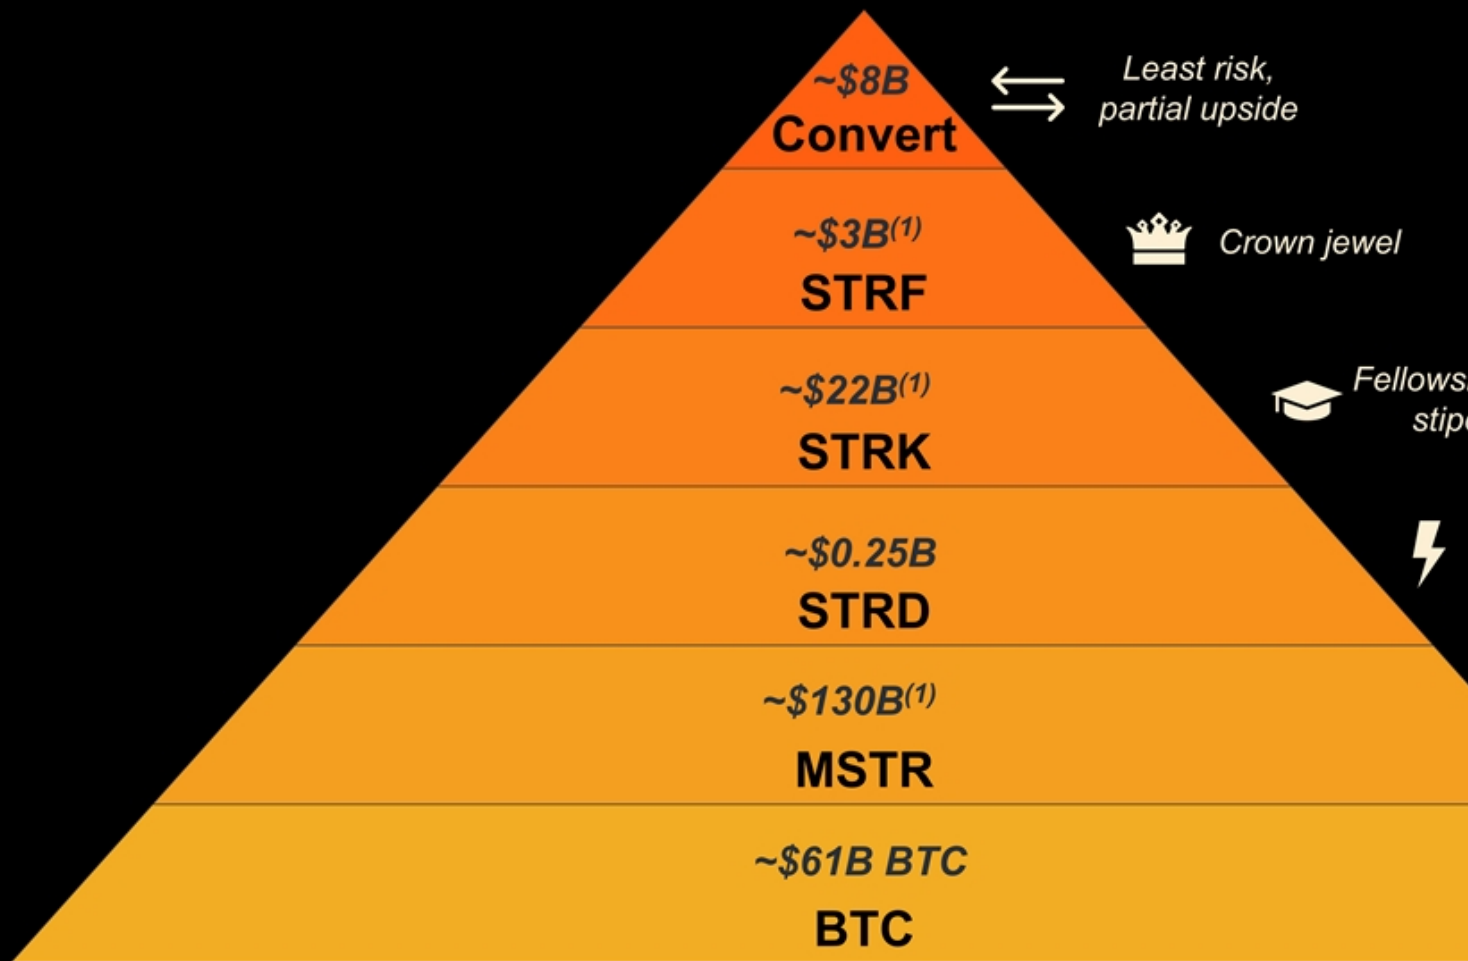 ~$8B
Convert
Least risk,
partial upside
~$3B(1)
STRF
Crown jewel
~$22B(1)
STRK
~$0.25B
STRD
~$130B(1)
MSTR
~$61B BTC
BTC